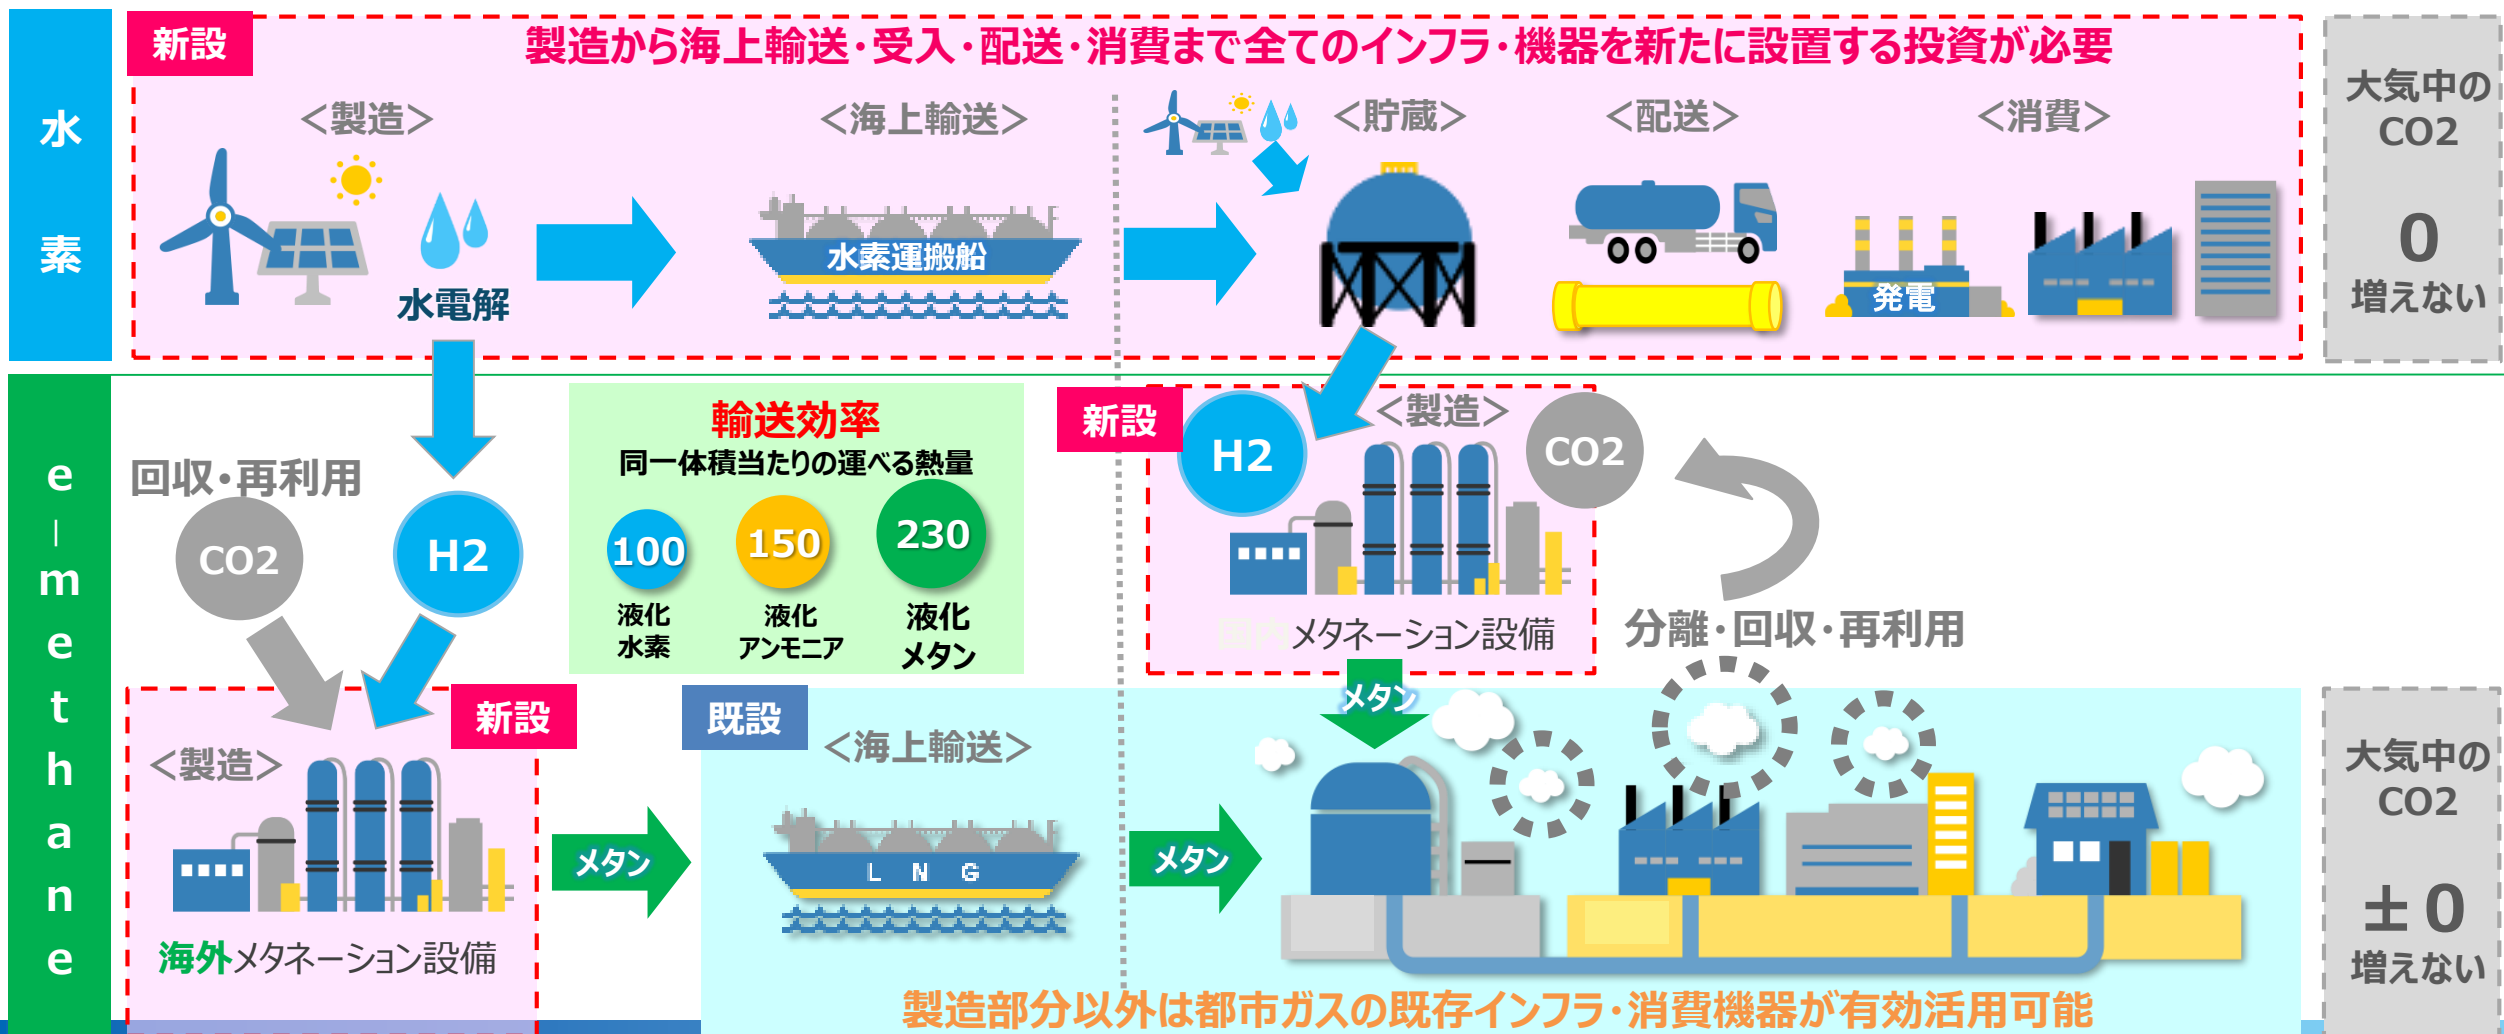 水素
新設
製造から海上輸送・受入・配送・消費まで全てのインフラ・機器を新たに設置する投資が必要
＜製造＞
＜海上輸送＞
＜貯蔵＞
＜配送＞
＜消費＞
水電解
水素運搬船
発電
大気中の
CO2
0
増えない
e-methane
回収・再利用
CO2
H2
輸送効率
同一体積当たりの運べる熱量
100
150
230
液化
水素
液化
アンモニア
液化
メタン
新設
H2
＜製造＞
CO2
国内メタネーション設備
分離・回収・再利用
メタン
新設
＜製造＞
海外メタネーション設備
メタン
既設
＜海上輸送＞
LNG
メタン
製造部分以外は都市ガスの既存インフラ・消費機器が有効活用可能
大気中の
CO2
±0
増えない